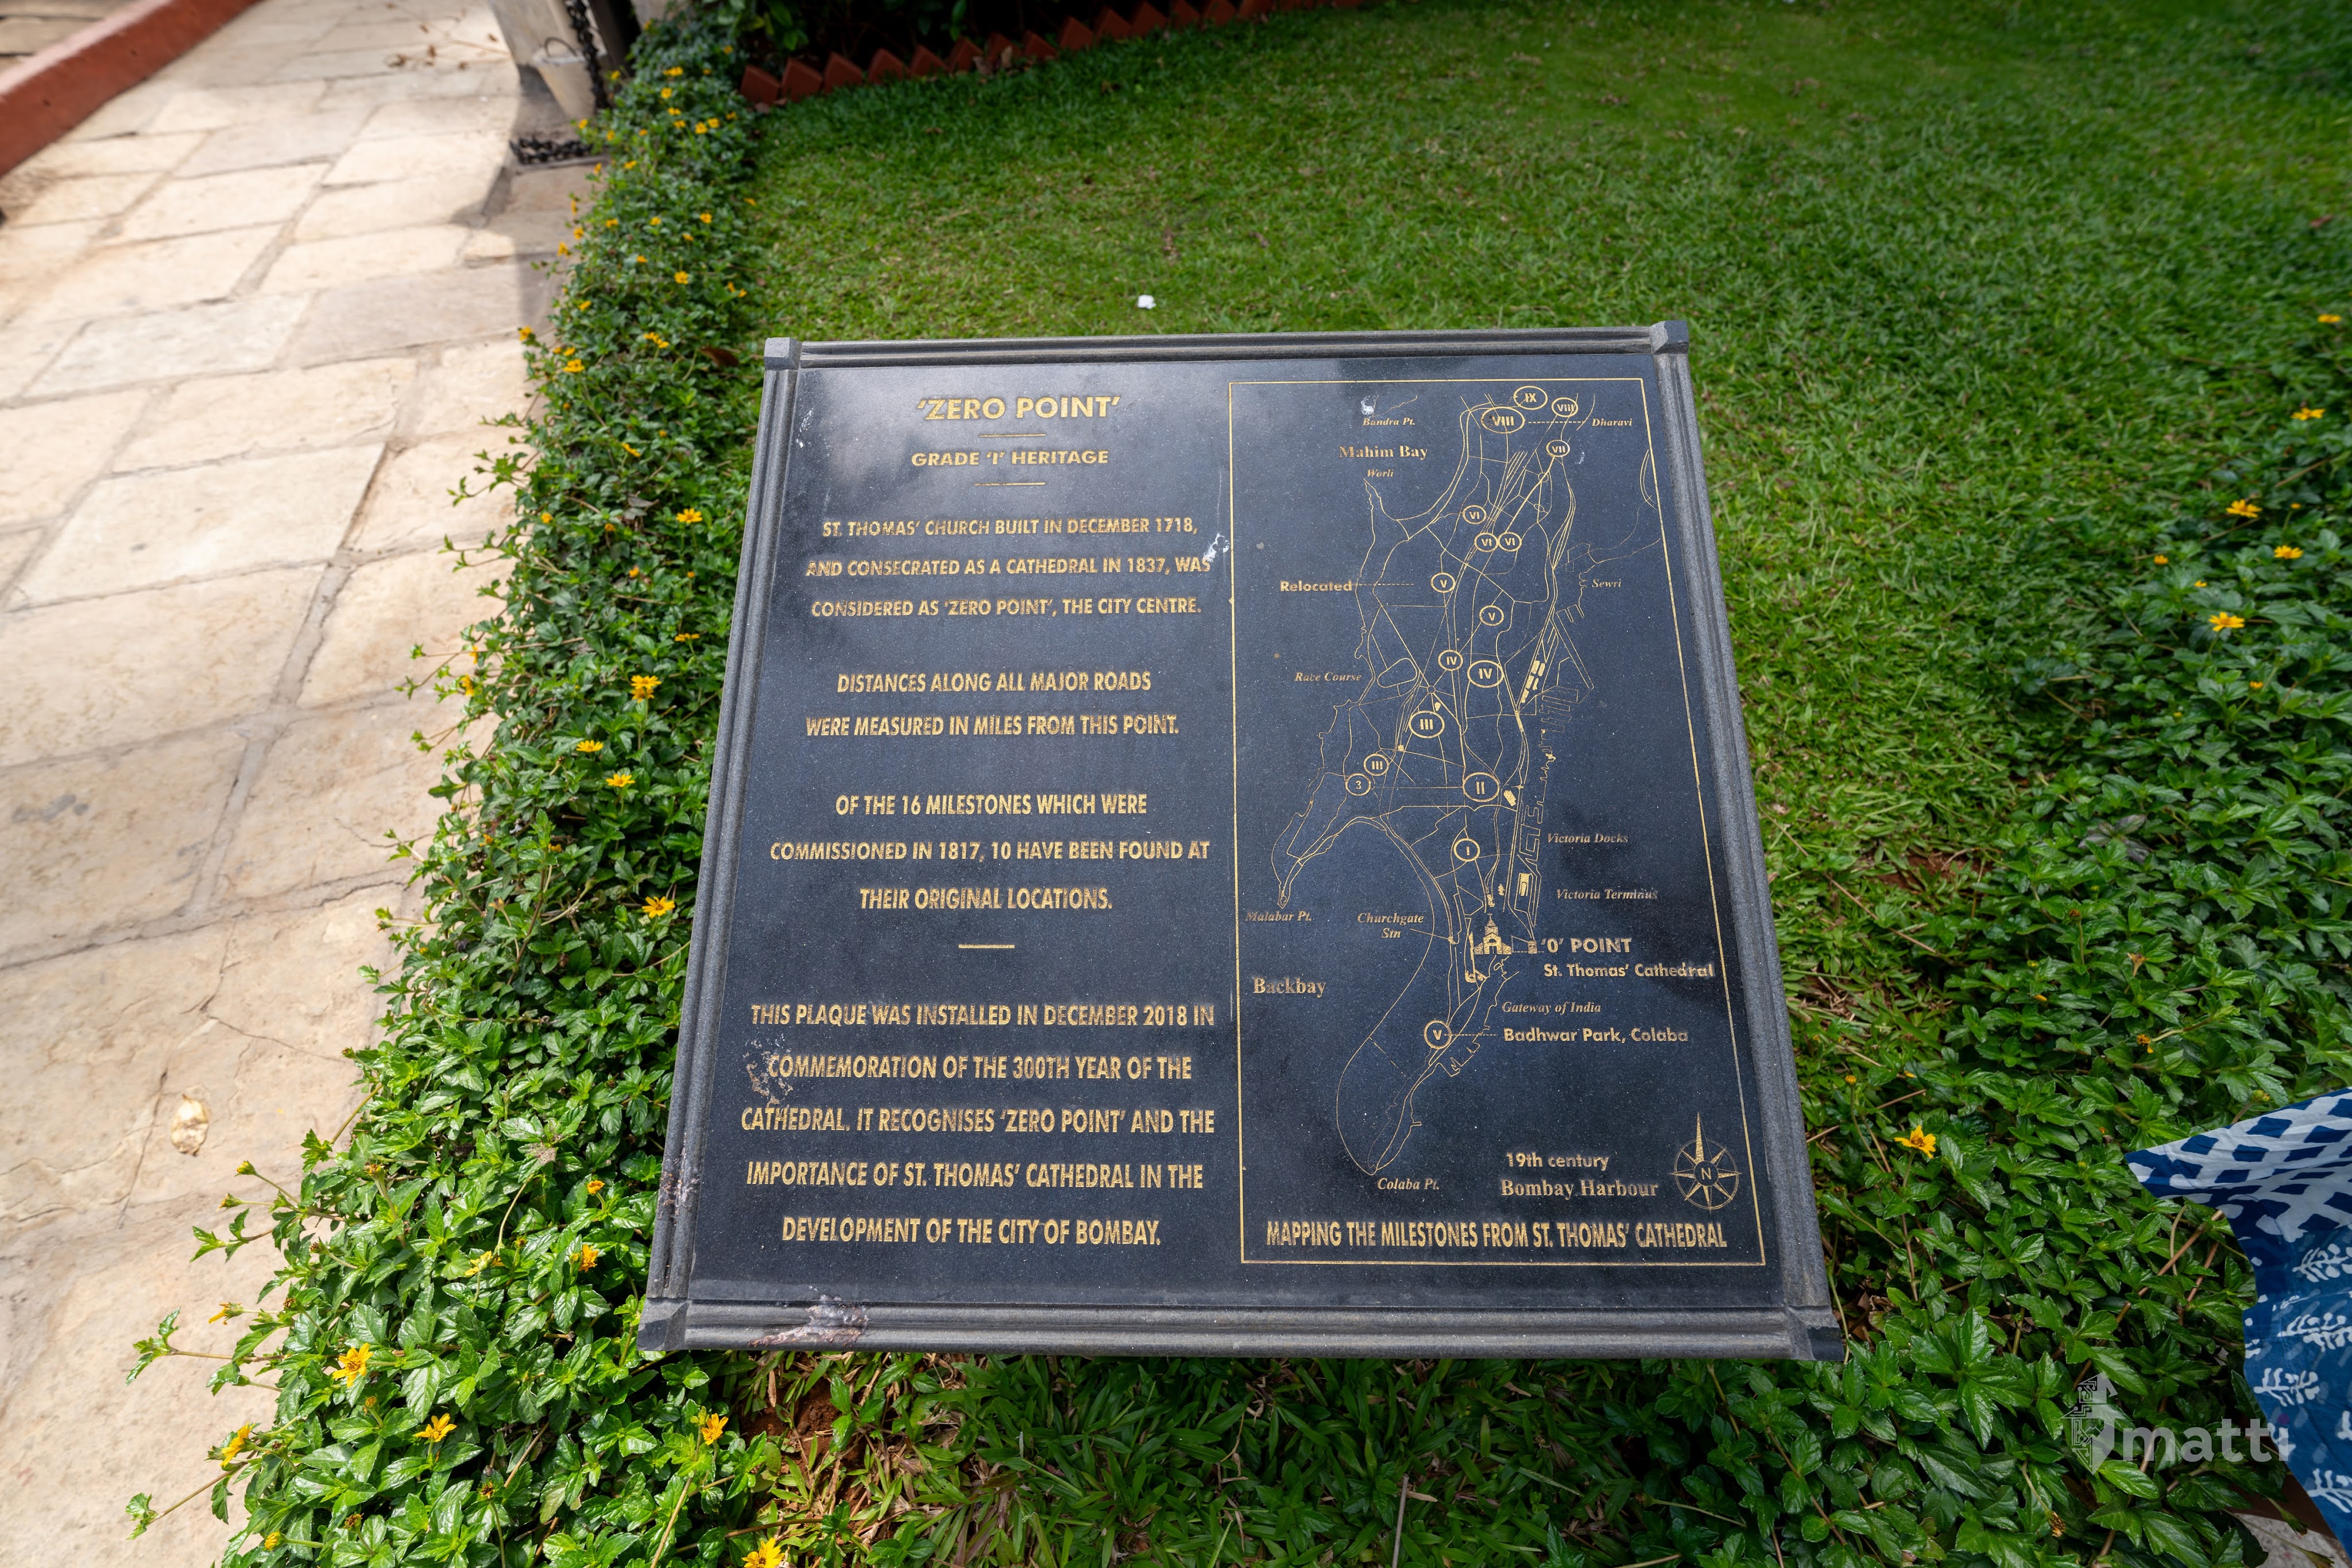 'ZERO POINT'
GRADE 'I' HERITAGE
ST. THOMAS' CHURCH BUILT IN DECEMBER 1718,
AND CONSECRATED AS A CATHEDRAL IN 1837, WAS
CONSIDERED AS 'ZERO POINT', THE CITY CENTRE.
DISTANCES ALONG ALL MAJOR ROADS
WERE MEASURED IN MILES FROM THIS POINT.
OF THE 16 MILESTONES WHICH WERE
COMMISSIONED IN 1817, 10 HAVE BEEN FOUND AT
THEIR ORIGINAL LOCATIONS.
THIS PLAQUE WAS INSTALLED IN DECEMBER 2018 IN
COMMEMORATION OF THE 300TH YEAR OF THE
CATHEDRAL. IT RECOGNISES 'ZERO POINT' AND THE
IMPORTANCE OF ST. THOMAS' CATHEDRAL IN THE
DEVELOPMENT OF THE CITY OF BOMBAY.
IX
VIII
VIII
Bandra Pt.
Dharavi
VII
Mahim Bay
Worli
VI
VI VI
Relocated
V
Sewri
V
IV
IV
Race Course
III
III
3
II
I
Victoria Docks
Victoria Terminus
Malabar Pt.
Churchgate
Stn
'0' POINT
St. Thomas' Cathedral
Backbay
Gateway of India
V
Badhwar Park, Colaba
Colaba Pt.
19th century
Bombay Harbour
N
MAPPING THE MILESTONES FROM ST. THOMAS' CATHEDRAL
matti